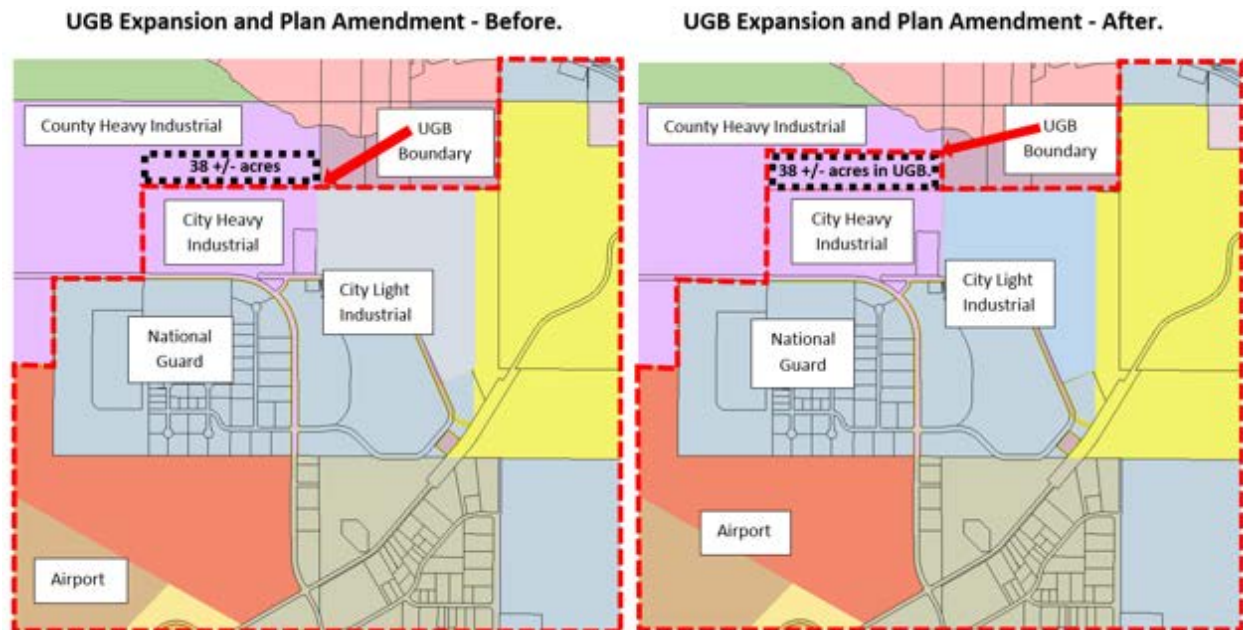 UGB Expansion and Plan Amendment - Before.
County Heavy Industrial
UGB
Boundary
38 +/- acres
City Heavy
Industrial
City Light
Industrial
National
Guard
Airport
UGB Expansion and Plan Amendment - After.
County Heavy Industrial
UGB
Boundary
38 +/- acres in UGB.
City Heavy
Industrial
City Light
Industrial
National
Guard
Airport